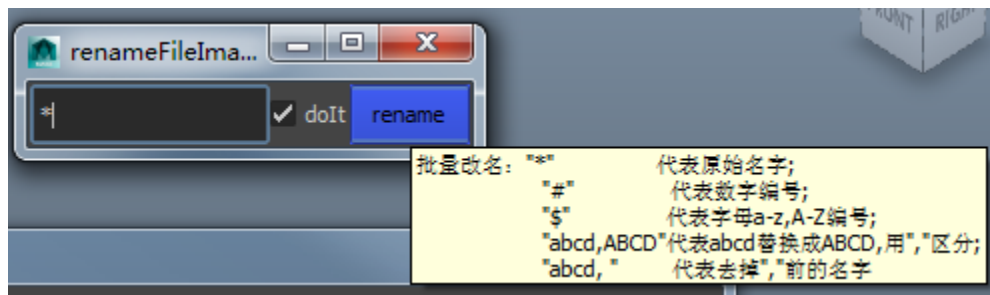 FRONT
RIGH
renameFileIma...
*
doIt
rename
批量改名："*" 代表原始名字;
"#" 代表数字编号;
"$" 代表字母a-z,A-Z编号;
"abcd,ABCD"代表abcd替换成ABCD,用","区分;
"abcd, " 代表去掉","前的名字